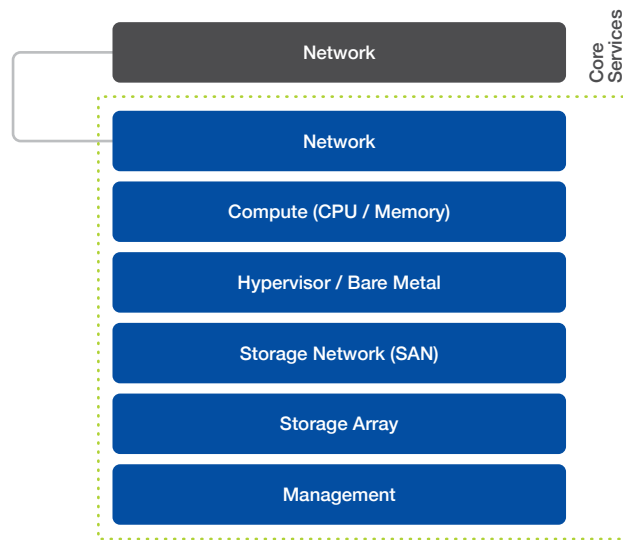 Network
Core
Services
Network
Compute (CPU / Memory)
Hypervisor / Bare Metal
Storage Network (SAN)
Storage Array
Management